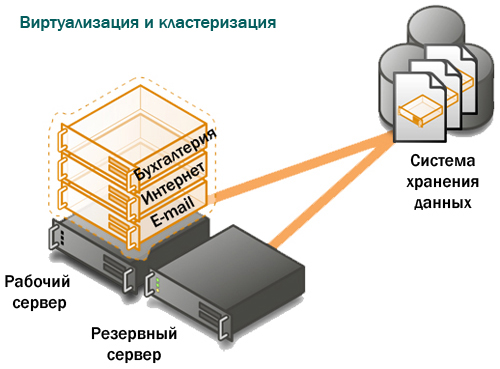 Виртуализация и кластеризация
Бухгалтерия
Интернет
E-mail
Система
хранения
данных
Рабочий
сервер
Резервный
сервер